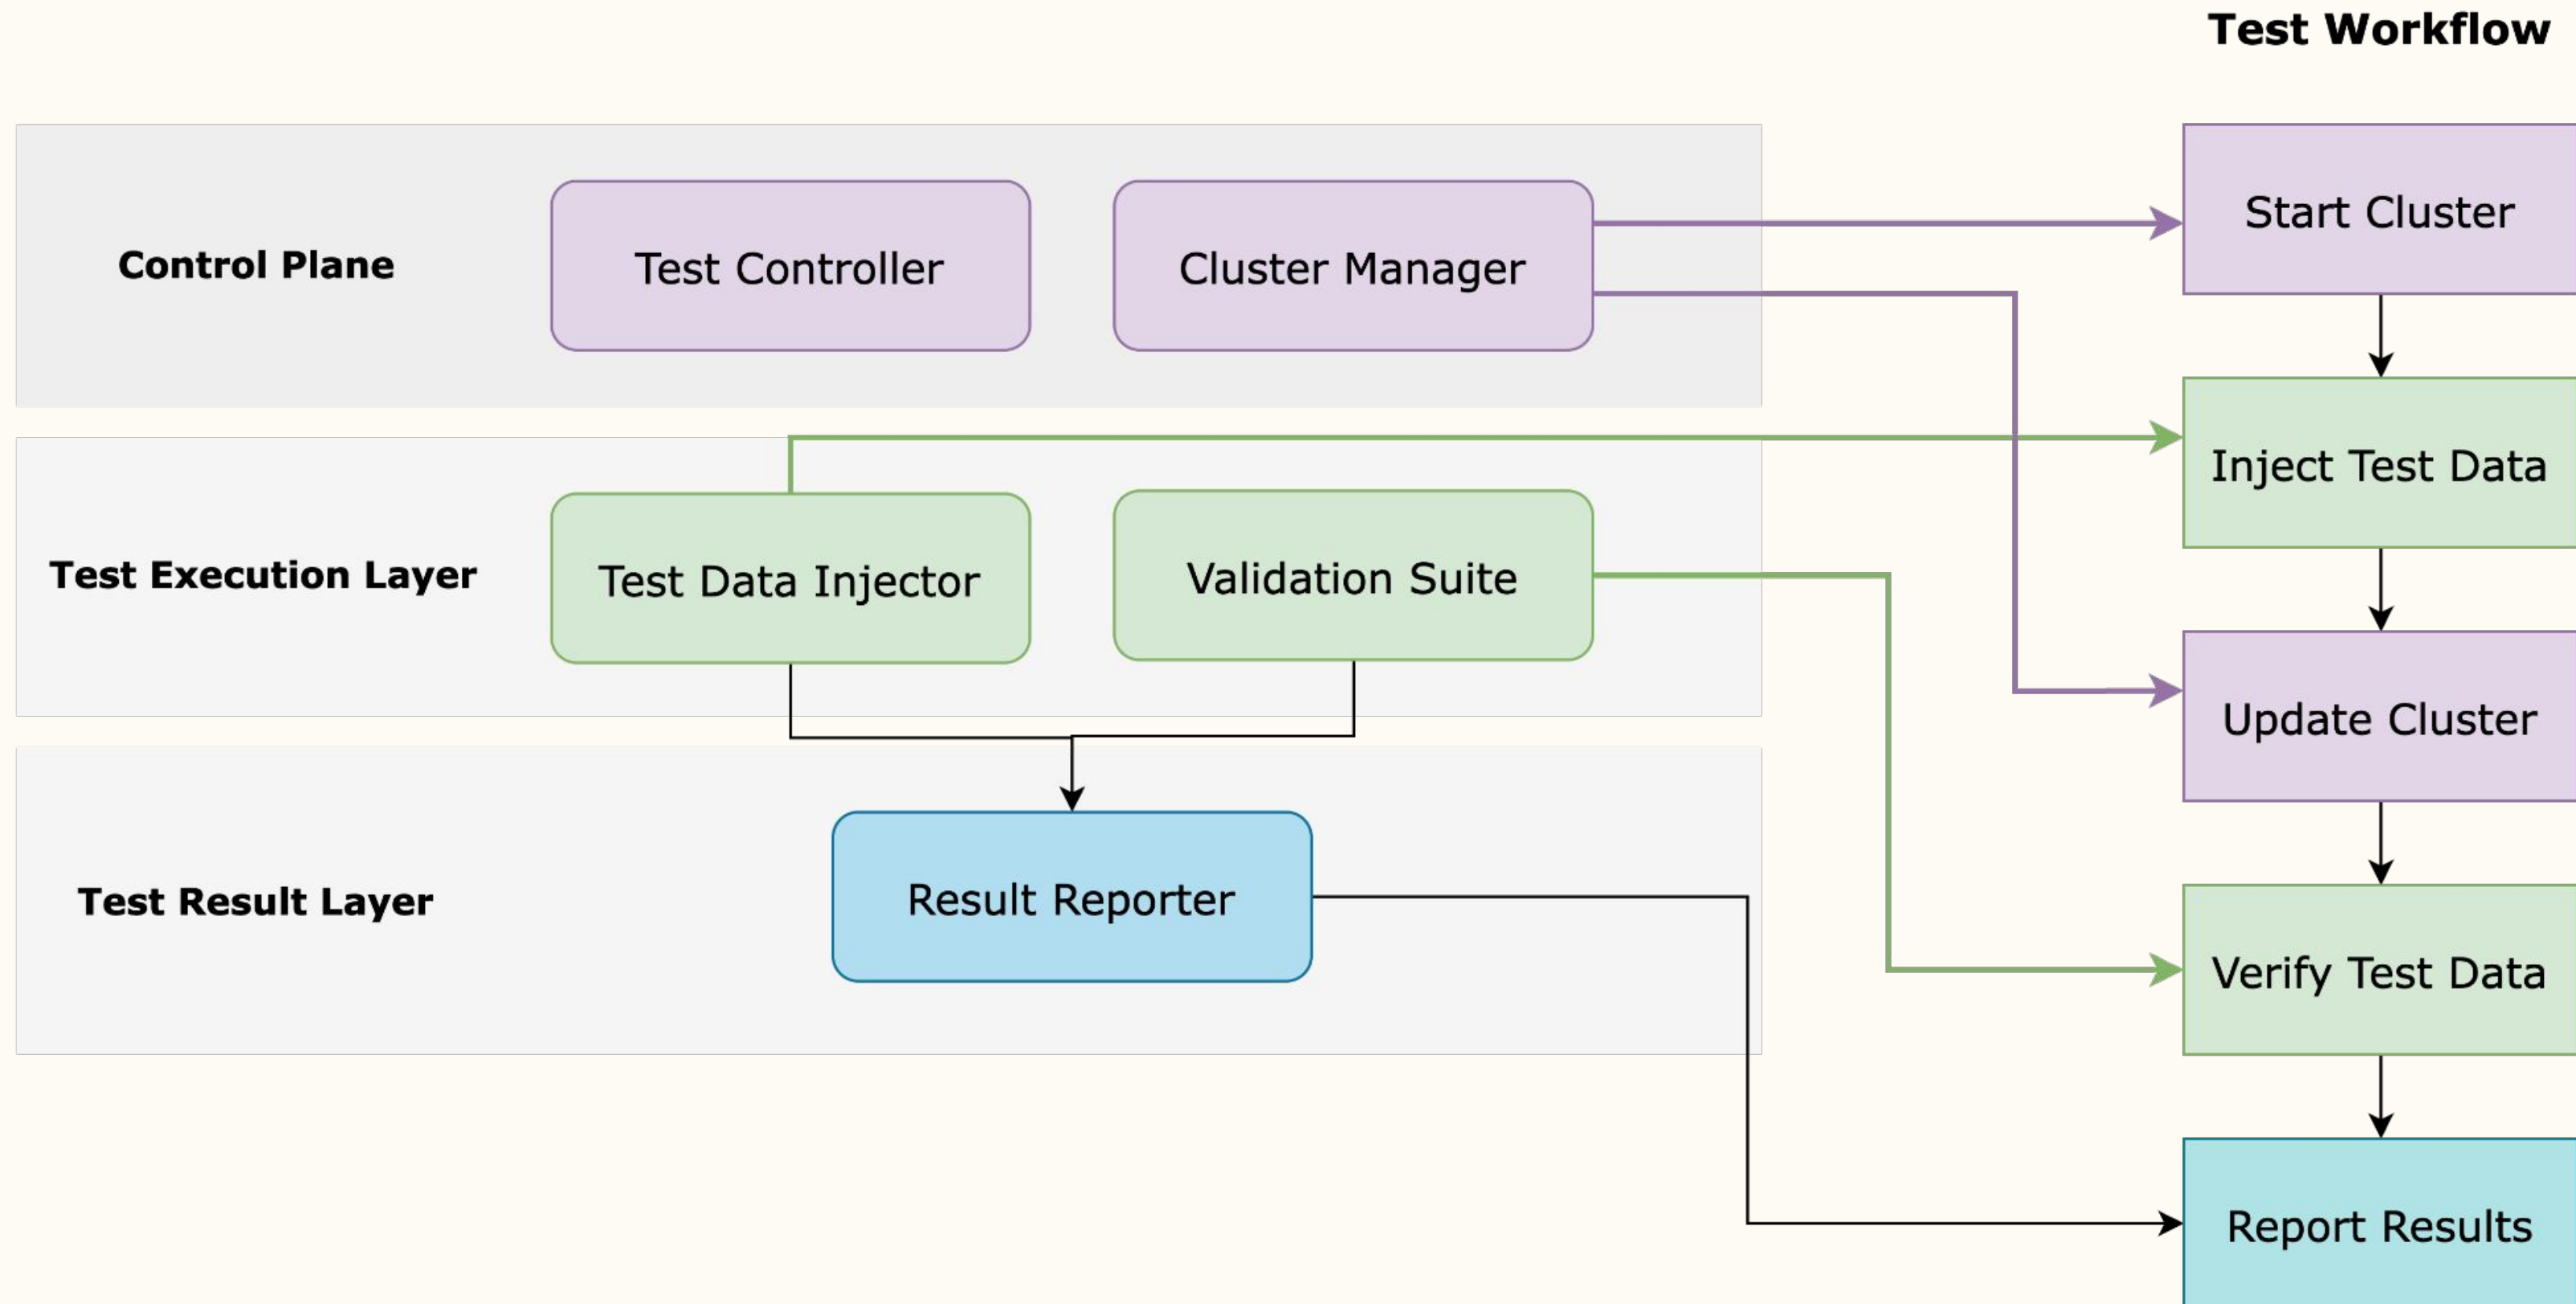 Test Workflow
Control Plane
Test Controller
Cluster Manager
Start Cluster
Inject Test Data
Test Execution Layer
Test Data Injector
Validation Suite
Update Cluster
Test Result Layer
Result Reporter
Verify Test Data
Report Results